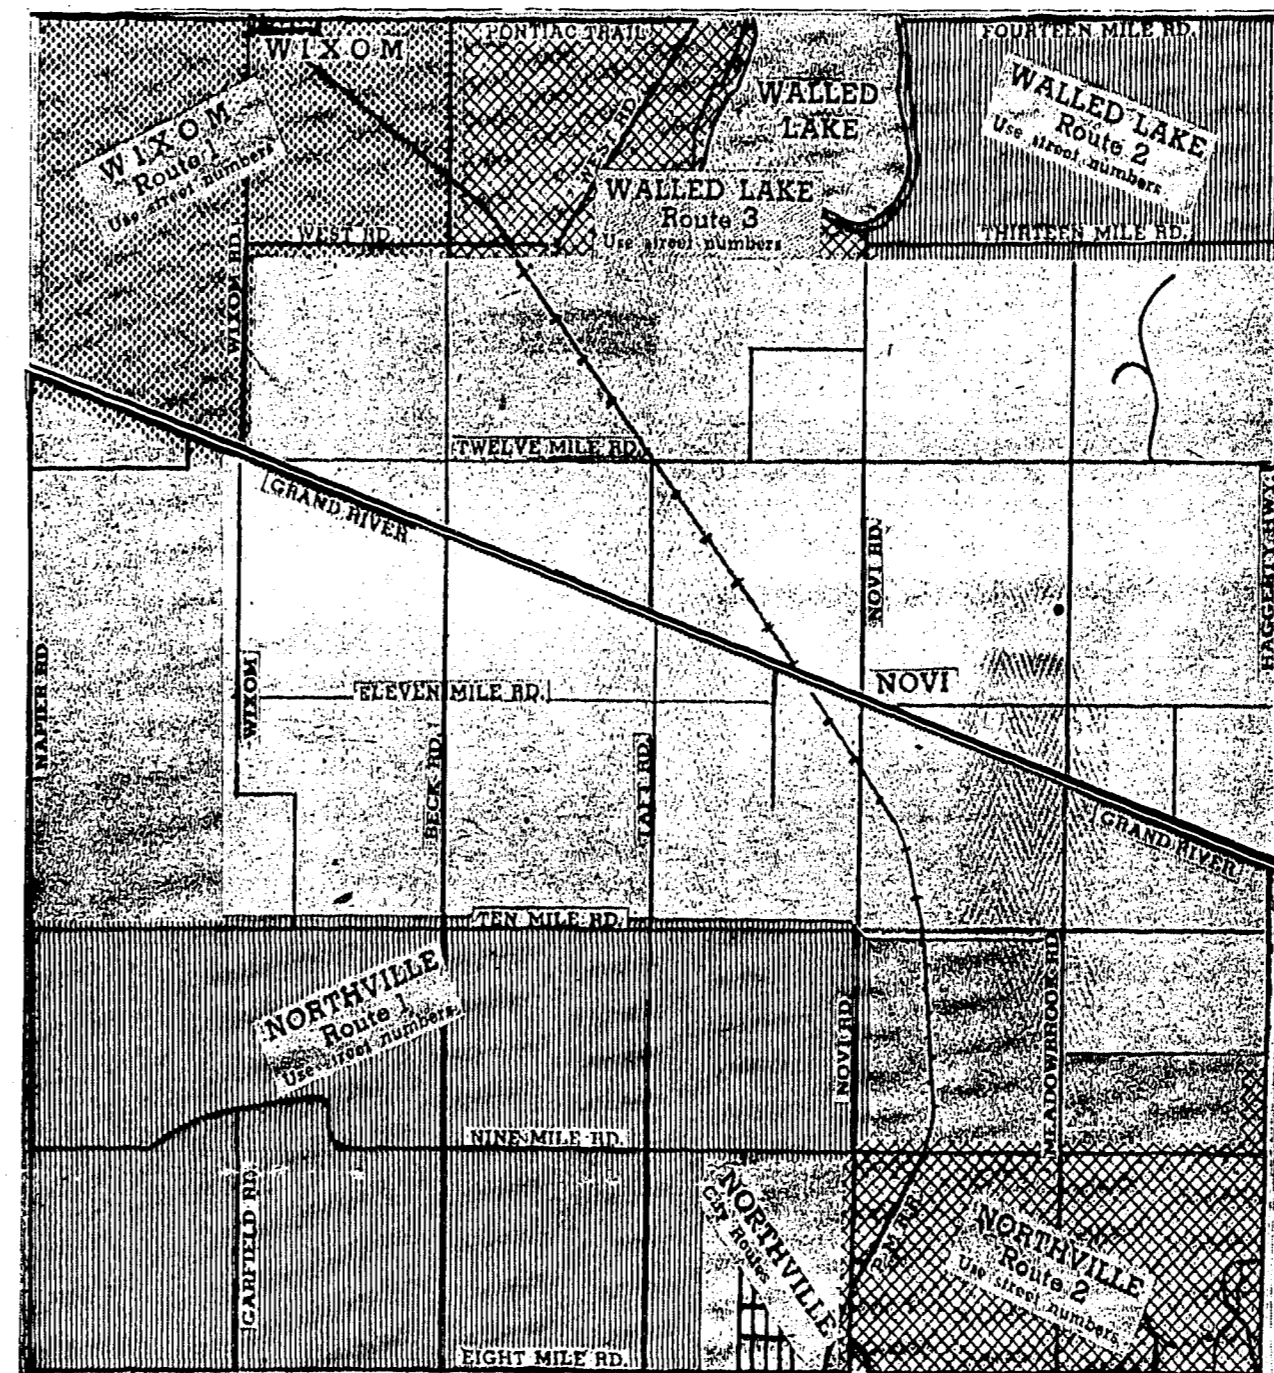 WIXOM
PONTIAC TRAIL
FOURTEEN MILE RD.
WIXOM
Route 1
Use street numbers
WALLED
LAKE
WALLED LAKE
Route 2
Use street numbers
WALLED LAKE
Route 3
Use street numbers
WEST RD.
THIRTEEN MILE RD.
WIXOM RD.
TWELVE MILE RD.
GRAND RIVER
NOVI RD.
HAGGERTY HWY.
NAPIER RD.
WIXOM
ELEVEN MILE RD.
NOVI
BECK RD.
TAFT RD.
GRAND RIVER
TEN MILE RD.
NORTHVILLE
Route 1
Use street numbers
NOVI RD.
MEADOWBROOK RD.
NINE MILE RD.
GARFIELD RD.
NORTHVILLE
City Routes
NORTHVILLE
Route 2
Use street numbers
EIGHT MILE RD.